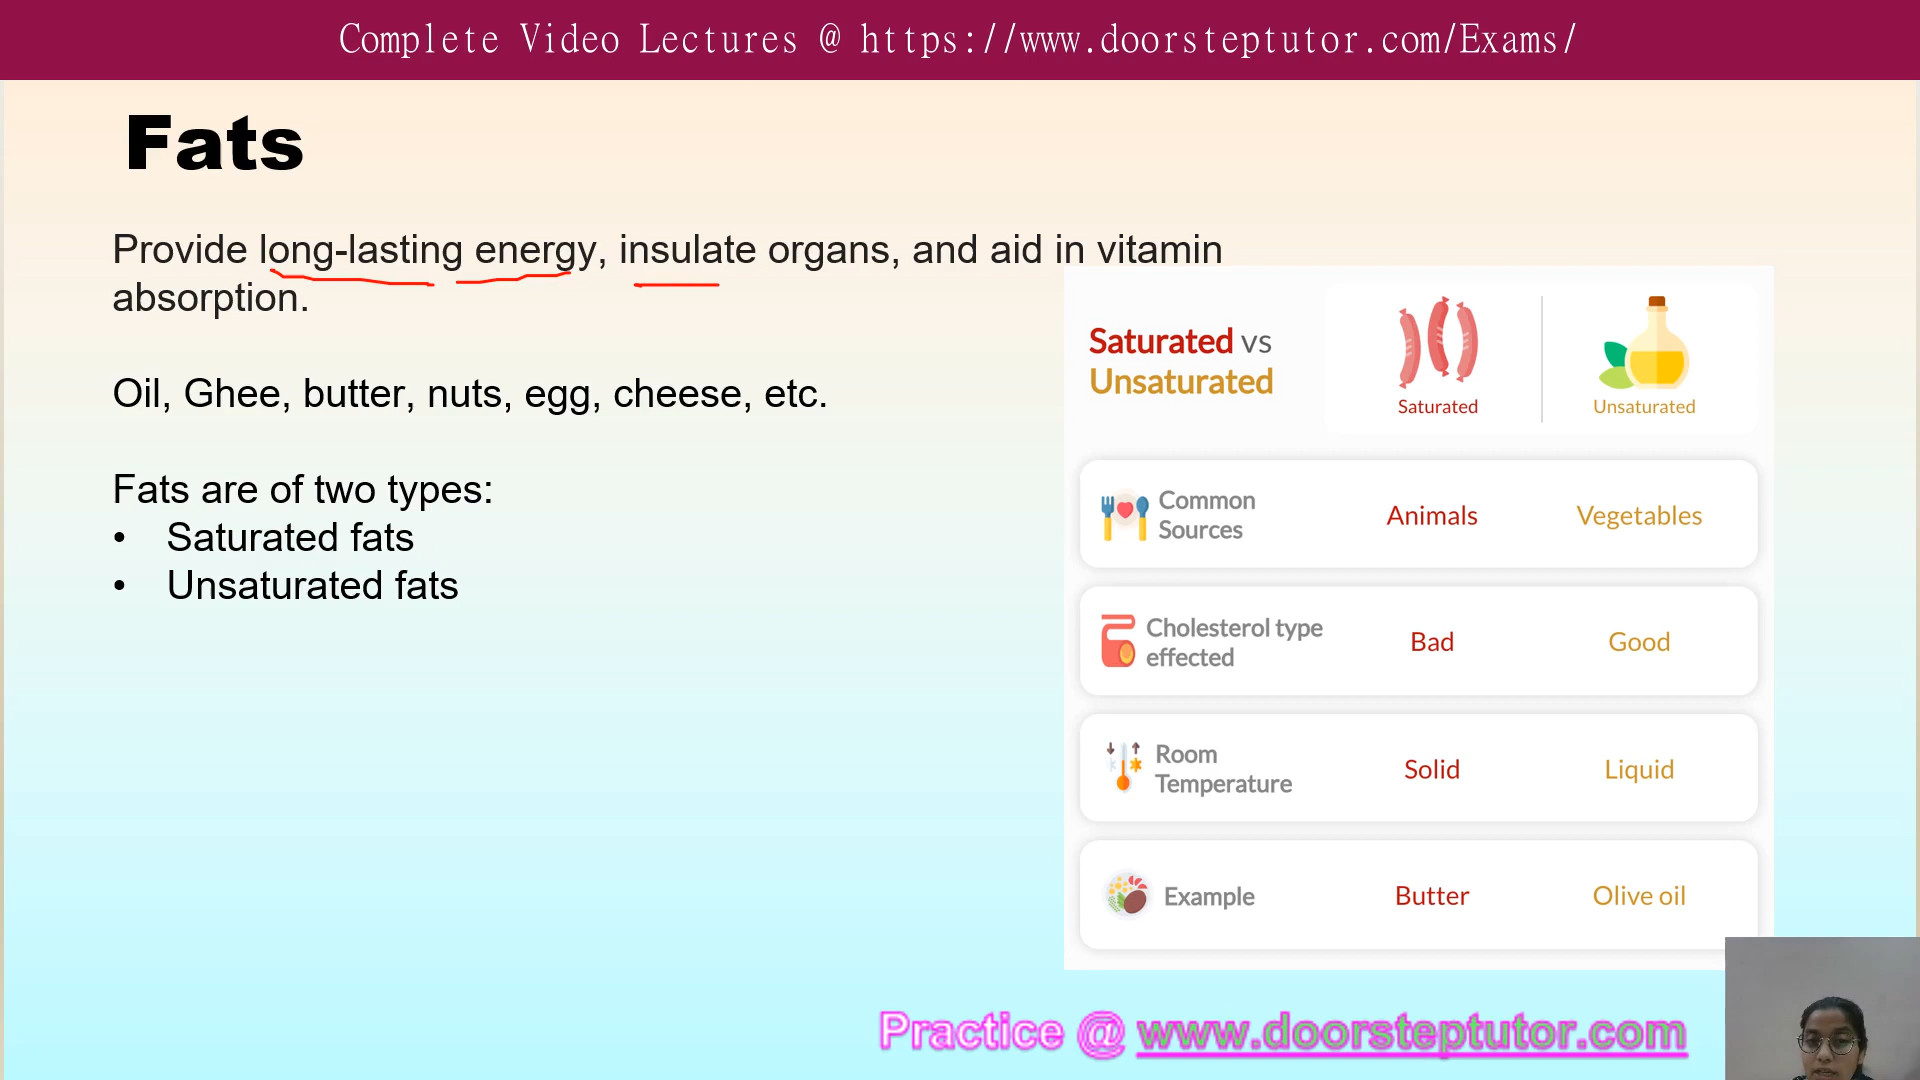 Complete Video Lectures @ https://www.doorsteptutor.com/Exams/
Fats
Provide long-lasting energy, insulate organs, and aid in vitamin
absorption.
Oil, Ghee, butter, nuts, egg, cheese, etc.
Fats are of two types:
• Saturated fats
• Unsaturated fats
Saturated vs
Unsaturated
Saturated
Unsaturated
Common
Sources
Animals
Vegetables
Cholesterol type
effected
Bad
Good
Room
Temperature
Solid
Liquid
Example
Butter
Olive oil
Practice @ www.doorsteptutor.com